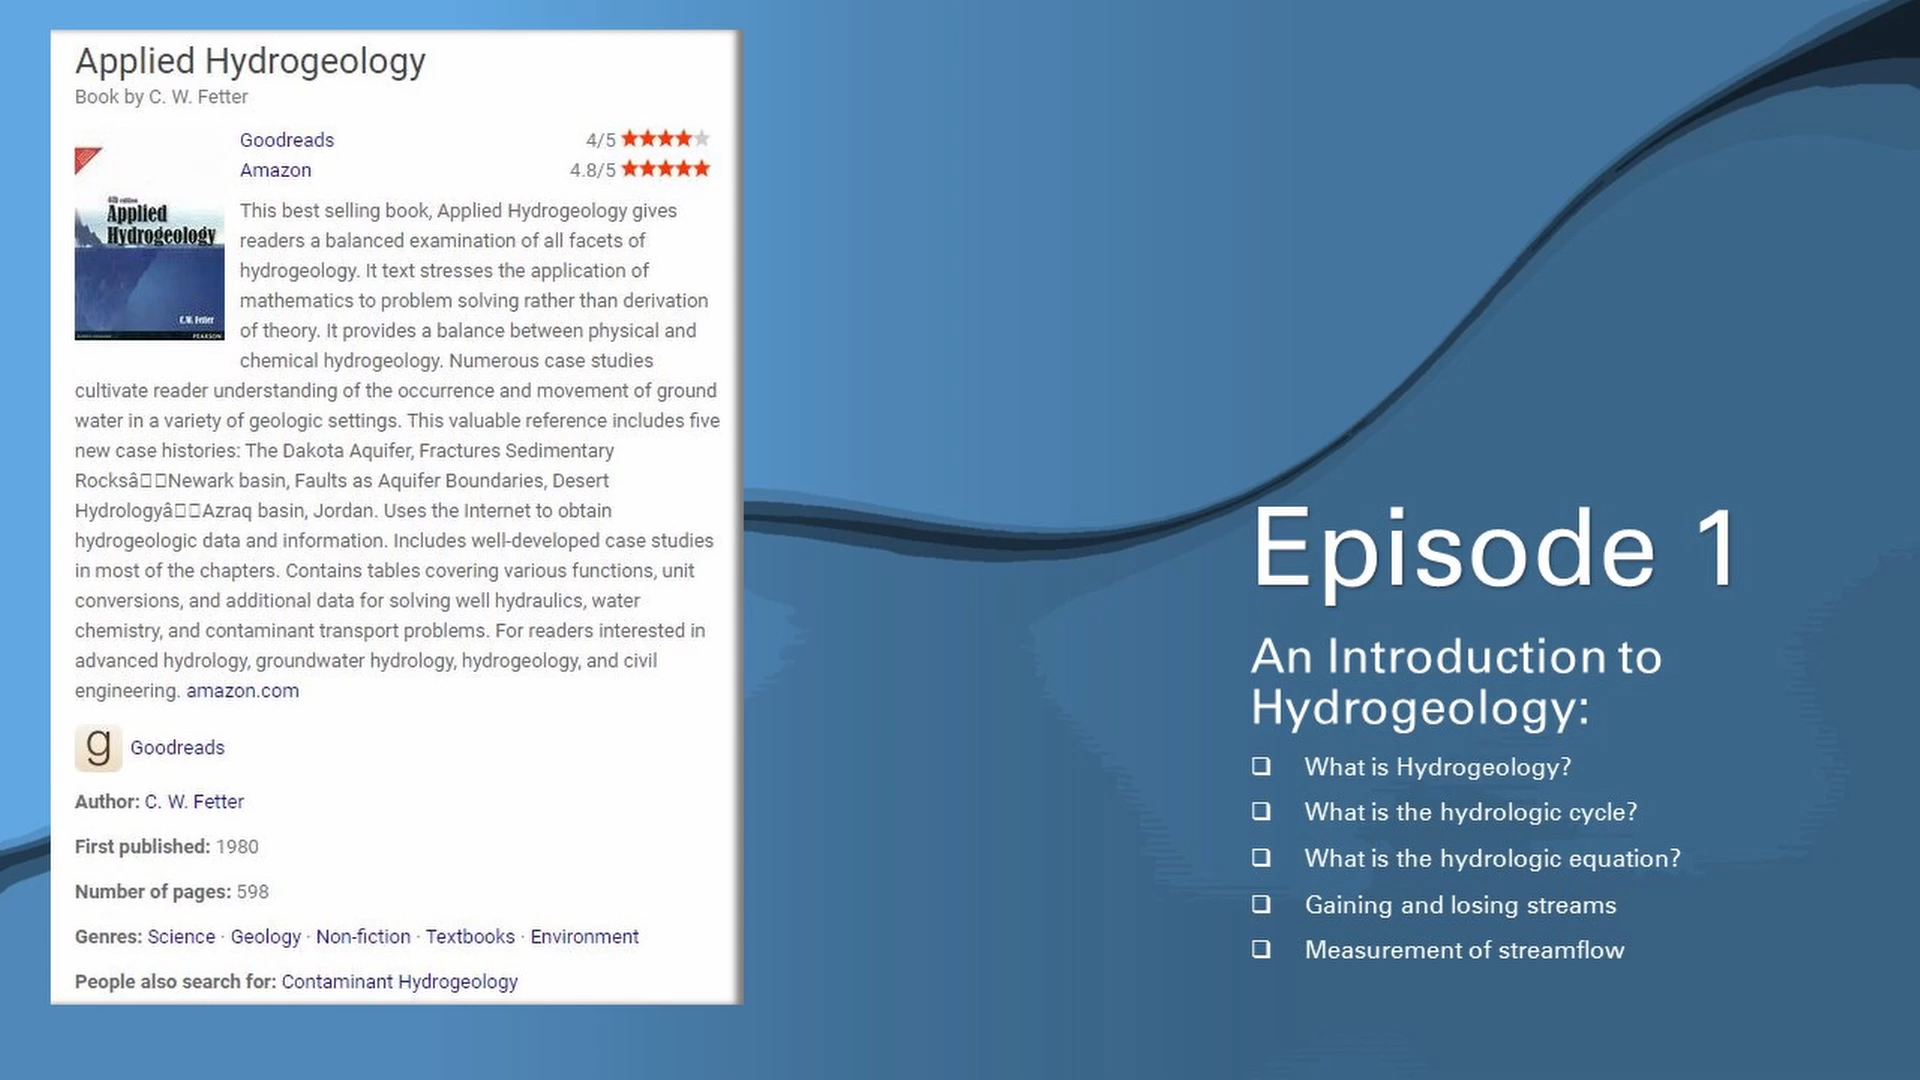 Applied Hydrogeology
Book by C. W. Fetter
Goodreads 4/5
Amazon 4.8/5
4th edition
Applied
Hydrogeology
C.W. Fetter
PEARSON
This best selling book, Applied Hydrogeology gives
readers a balanced examination of all facets of
hydrogeology. It text stresses the application of
mathematics to problem solving rather than derivation
of theory. It provides a balance between physical and
chemical hydrogeology. Numerous case studies
cultivate reader understanding of the occurrence and movement of ground
water in a variety of geologic settings. This valuable reference includes five
new case histories: The Dakota Aquifer, Fractures Sedimentary
Rocksâ□□Newark basin, Faults as Aquifer Boundaries, Desert
Hydrologyâ□□Azraq basin, Jordan. Uses the Internet to obtain
hydrogeologic data and information. Includes well-developed case studies
in most of the chapters. Contains tables covering various functions, unit
conversions, and additional data for solving well hydraulics, water
chemistry, and contaminant transport problems. For readers interested in
advanced hydrology, groundwater hydrology, hydrogeology, and civil
engineering. amazon.com
g Goodreads
Author: C. W. Fetter
First published: 1980
Number of pages: 598
Genres: Science · Geology · Non-fiction · Textbooks · Environment
People also search for: Contaminant Hydrogeology
Episode 1
An Introduction to
Hydrogeology:
❑ What is Hydrogeology?
❑ What is the hydrologic cycle?
❑ What is the hydrologic equation?
❑ Gaining and losing streams
❑ Measurement of streamflow